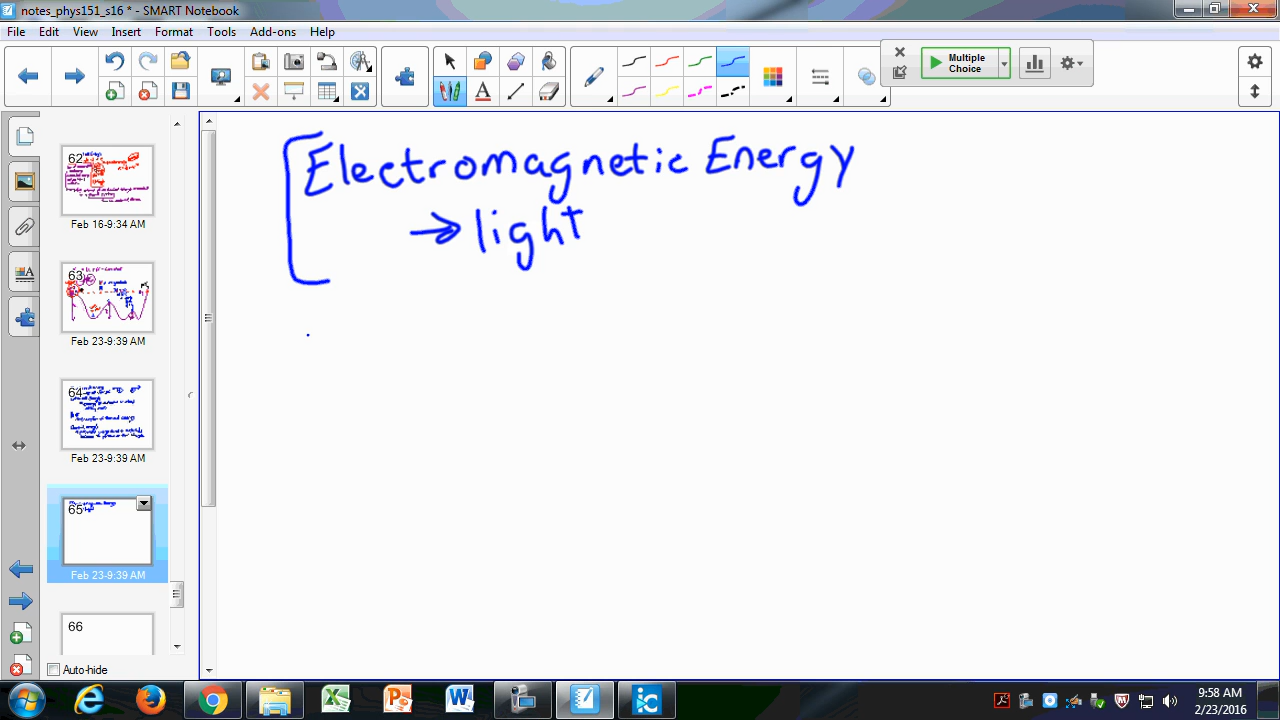 notes_phys151_s16 * - SMART Notebook
File Edit View Insert Format Tools Add-ons Help
Multiple
Choice
Electromagnetic Energy
→ light
62
Feb 16-9:34 AM
63
Feb 23-9:39 AM
64
Feb 23-9:39 AM
65
Feb 23-9:39 AM
66
Auto-hide
9:58 AM
2/23/2016